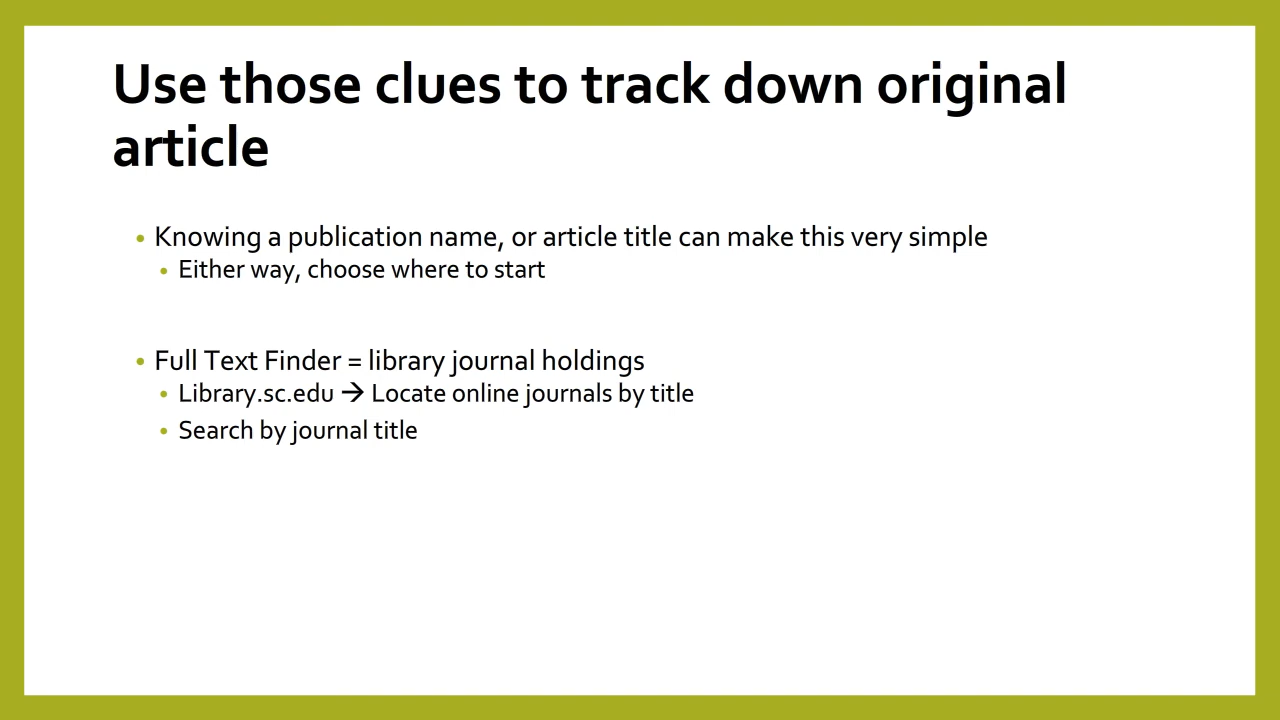 Use those clues to track down original
article
• Knowing a publication name, or article title can make this very simple
• Either way, choose where to start
• Full Text Finder = library journal holdings
• Library.sc.edu → Locate online journals by title
• Search by journal title